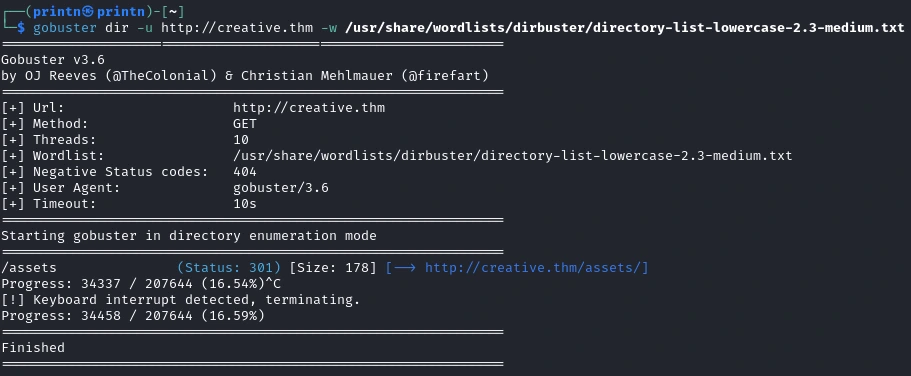 ┌──(printn㉿printn)-[~]
└─$ gobuster dir -u http://creative.thm -w /usr/share/wordlists/dirbuster/directory-list-lowercase-2.3-medium.txt
===============================================================
Gobuster v3.6
by OJ Reeves (@TheColonial) & Christian Mehlmauer (@firefart)
===============================================================
[+] Url:                     http://creative.thm
[+] Method:                  GET
[+] Threads:                 10
[+] Wordlist:                /usr/share/wordlists/dirbuster/directory-list-lowercase-2.3-medium.txt
[+] Negative Status codes:   404
[+] User Agent:              gobuster/3.6
[+] Timeout:                 10s
===============================================================
Starting gobuster in directory enumeration mode
===============================================================
/assets               (Status: 301) [Size: 178] [--> http://creative.thm/assets/]
Progress: 34337 / 207644 (16.54%)^C
[!] Keyboard interrupt detected, terminating.
Progress: 34458 / 207644 (16.59%)
===============================================================
Finished
===============================================================